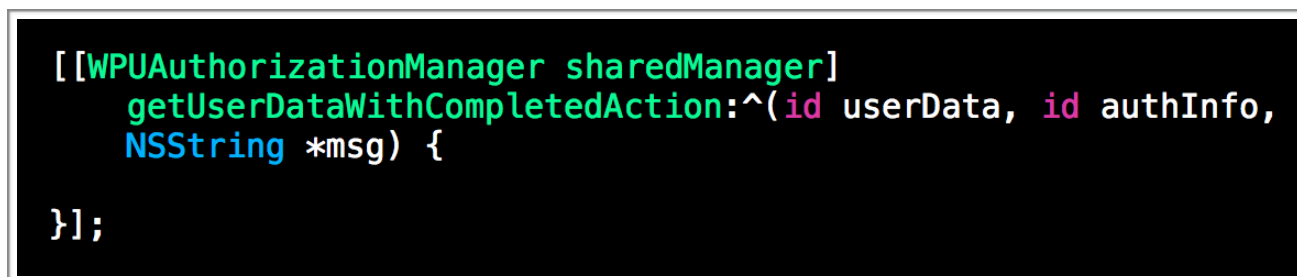 [[WPUAuthorizationManager sharedManager]
getUserDataWithCompletedAction:^(id userData, id authInfo,
NSString *msg) {
}];